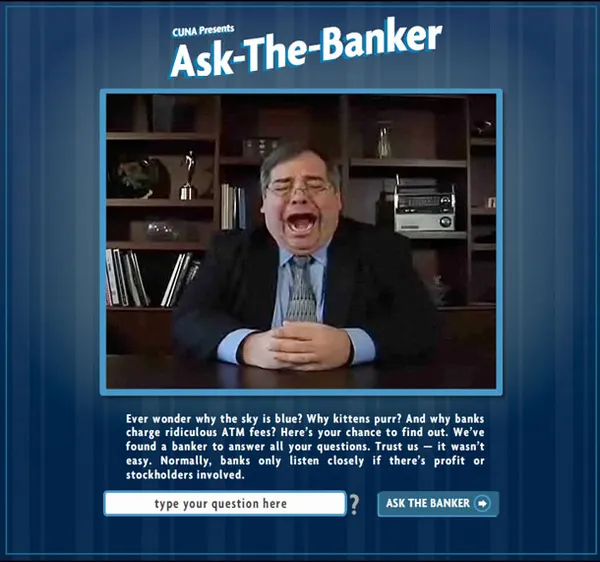 CUNA Presents
Ask-The-Banker
Ever wonder why the sky is blue? Why kittens purr? And why banks
charge ridiculous ATM fees? Here's your chance to find out. We've
found a banker to answer all your questions. Trust us — it wasn't
easy. Normally, banks only listen closely if there's profit or
stockholders involved.
type your question here ?
ASK THE BANKER